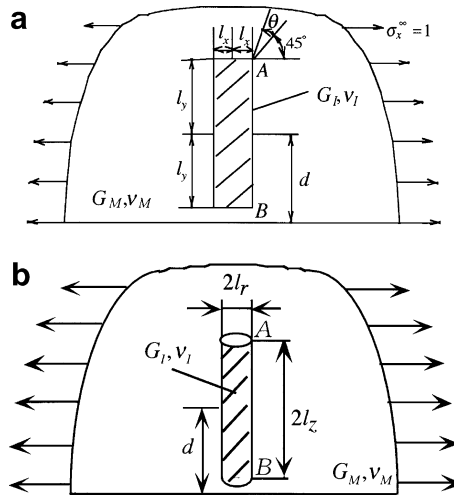 a
l_x l_x θ σ_x^∞ = 1
45°
A
l_y G_I, ν_I
l_y d
G_M, ν_M B
b
2l_r
A
G_I, ν_I
2l_z
d
B
G_M, ν_M